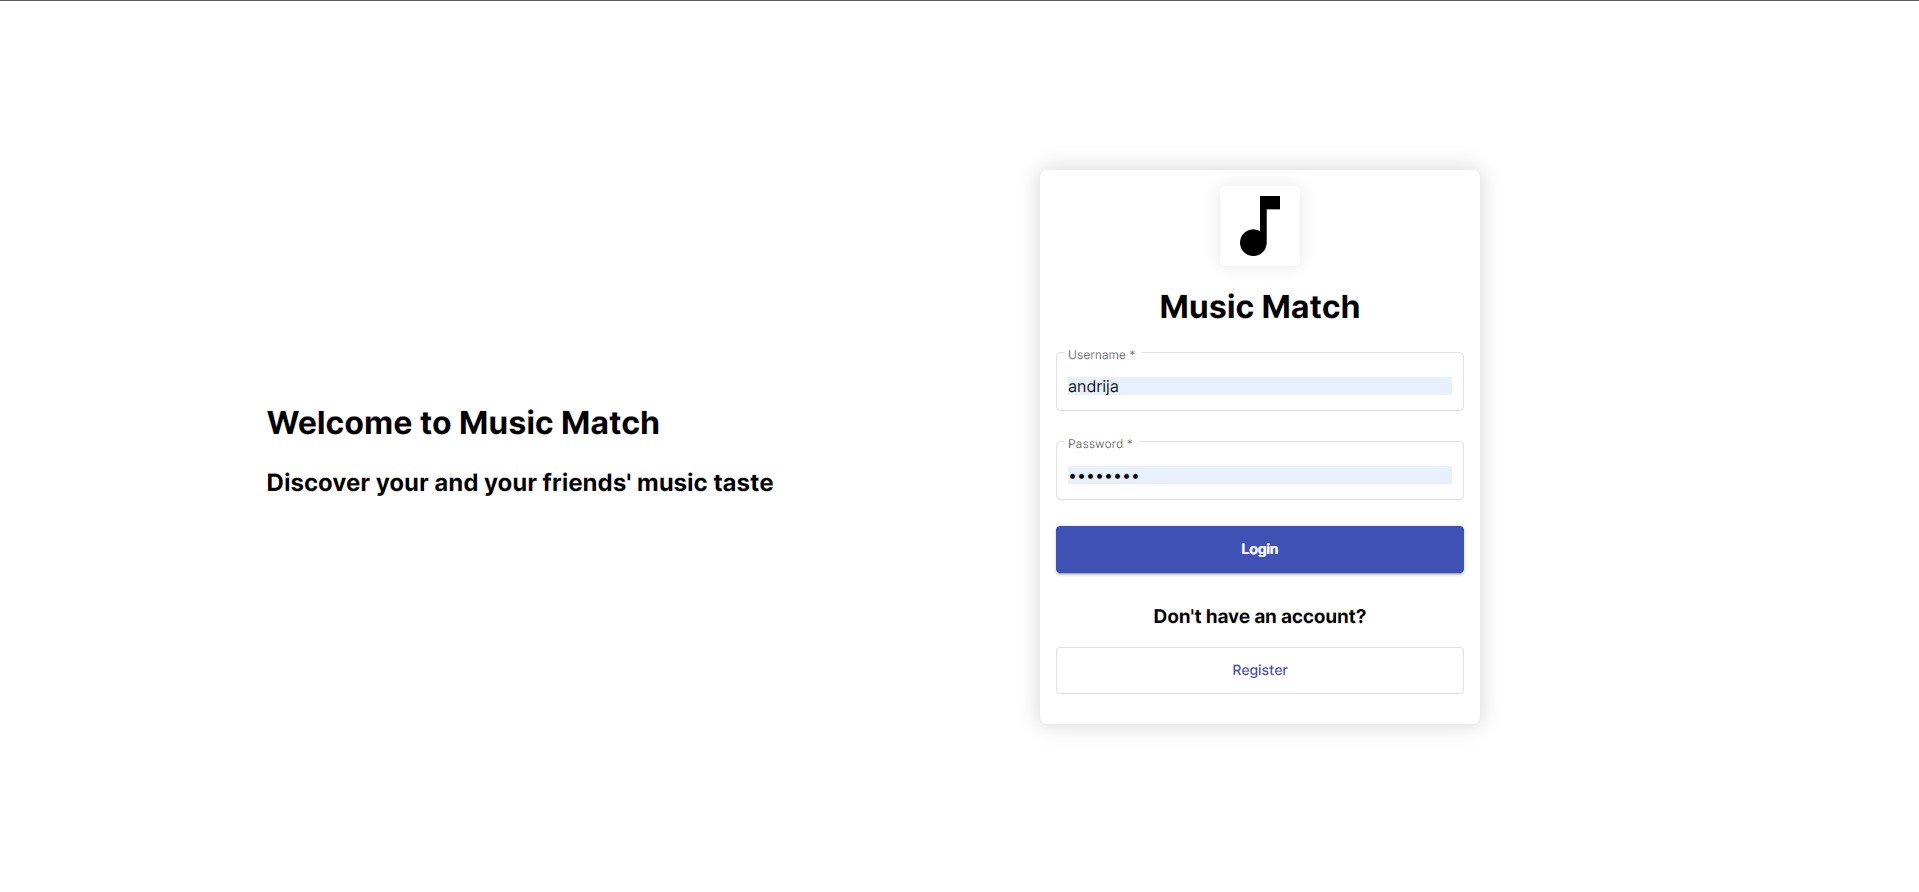 Welcome to Music Match
Discover your and your friends' music taste
Music Match
Username *
andrija
Password *
••••••••
Login
Don't have an account?
Register